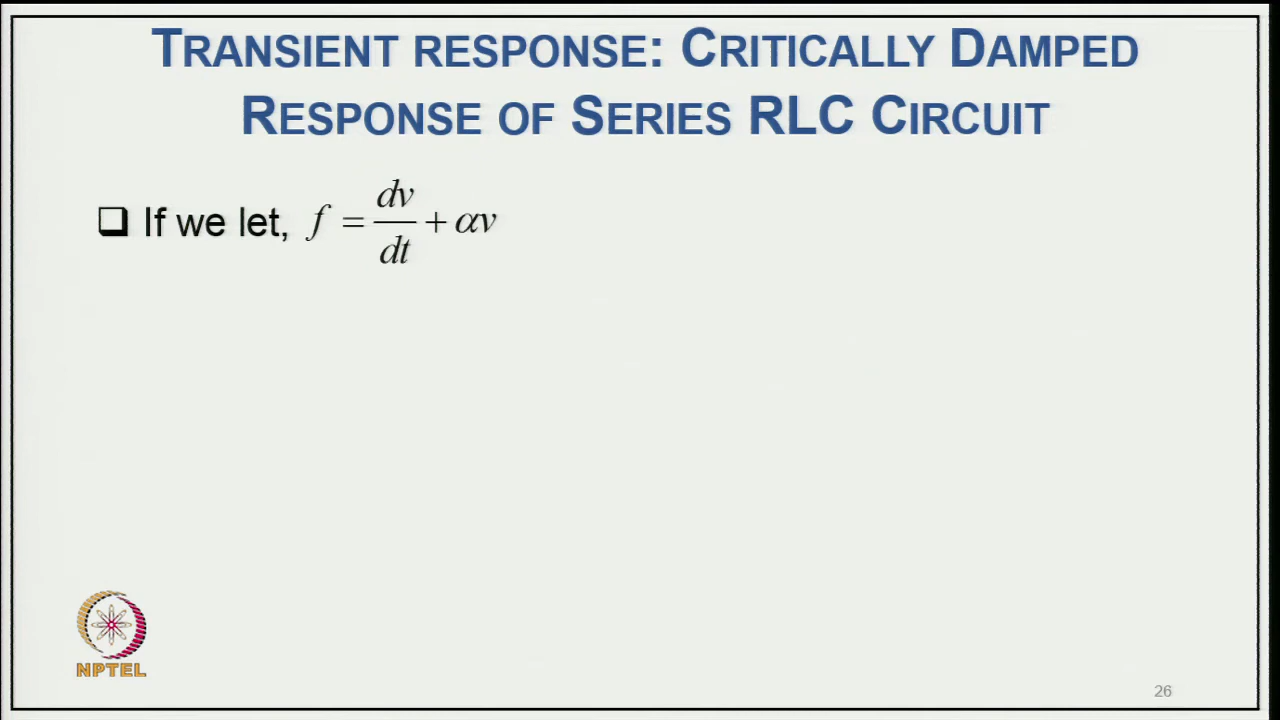 TRANSIENT RESPONSE: CRITICALLY DAMPED
RESPONSE OF SERIES RLC CIRCUIT
❑ If we let, f = dv/dt + αv
NPTEL
26